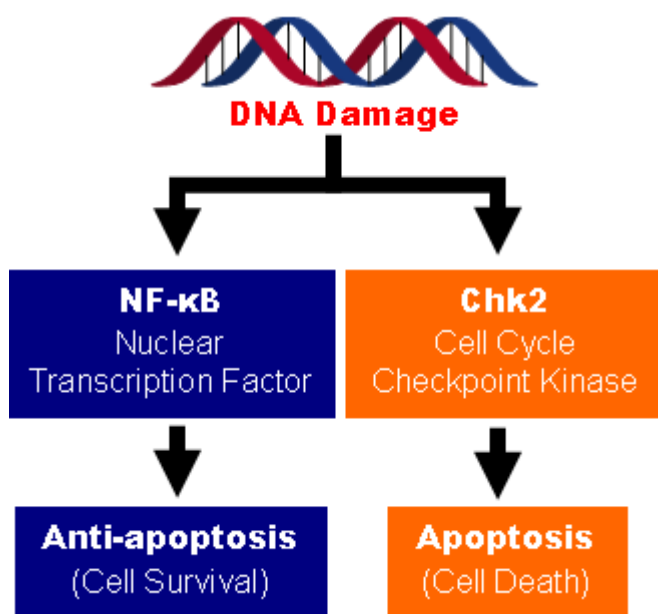 DNA Damage
NF-κB
Nuclear
Transcription Factor
Chk2
Cell Cycle
Checkpoint Kinase
Anti-apoptosis
(Cell Survival)
Apoptosis
(Cell Death)